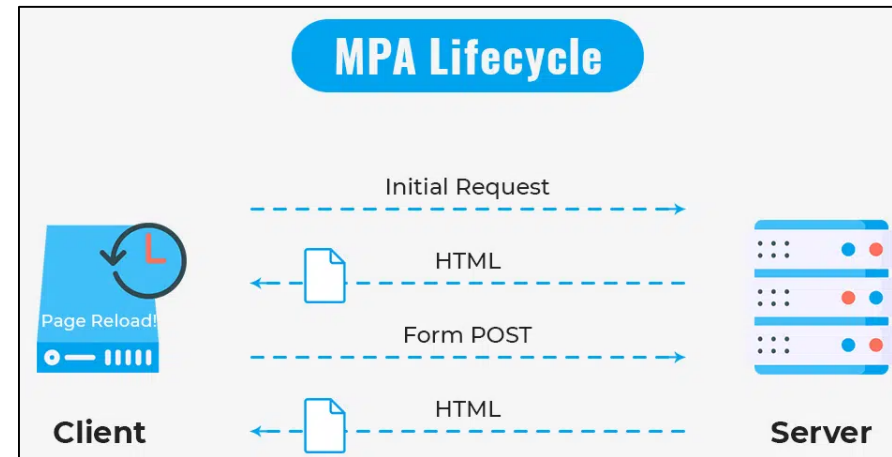 MPA Lifecycle
Initial Request
HTML
Page Reload!
Form POST
HTML
Client
Server